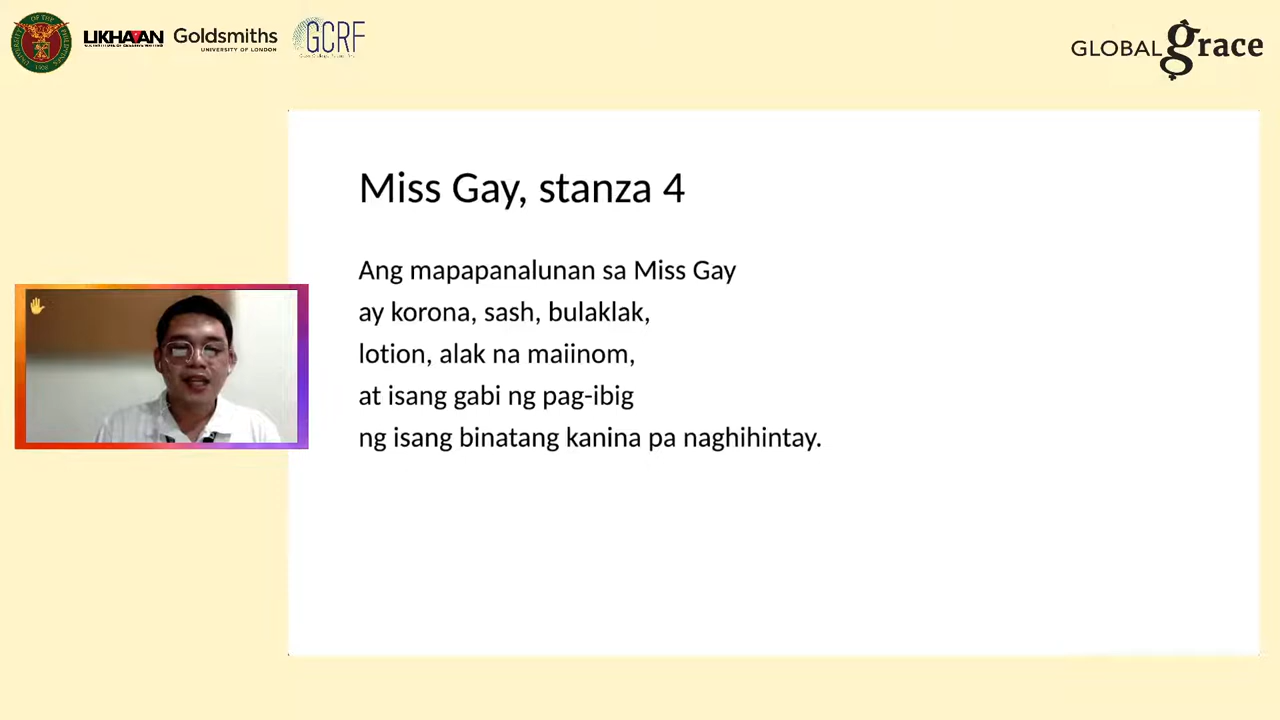 LIKHAAN
Goldsmiths
UNIVERSITY OF LONDON
GCRF
GLOBAL grace
Miss Gay, stanza 4
Ang mapapanalunan sa Miss Gay
ay korona, sash, bulaklak,
lotion, alak na maiinom,
at isang gabi ng pag-ibig
ng isang binatang kanina pa naghihintay.